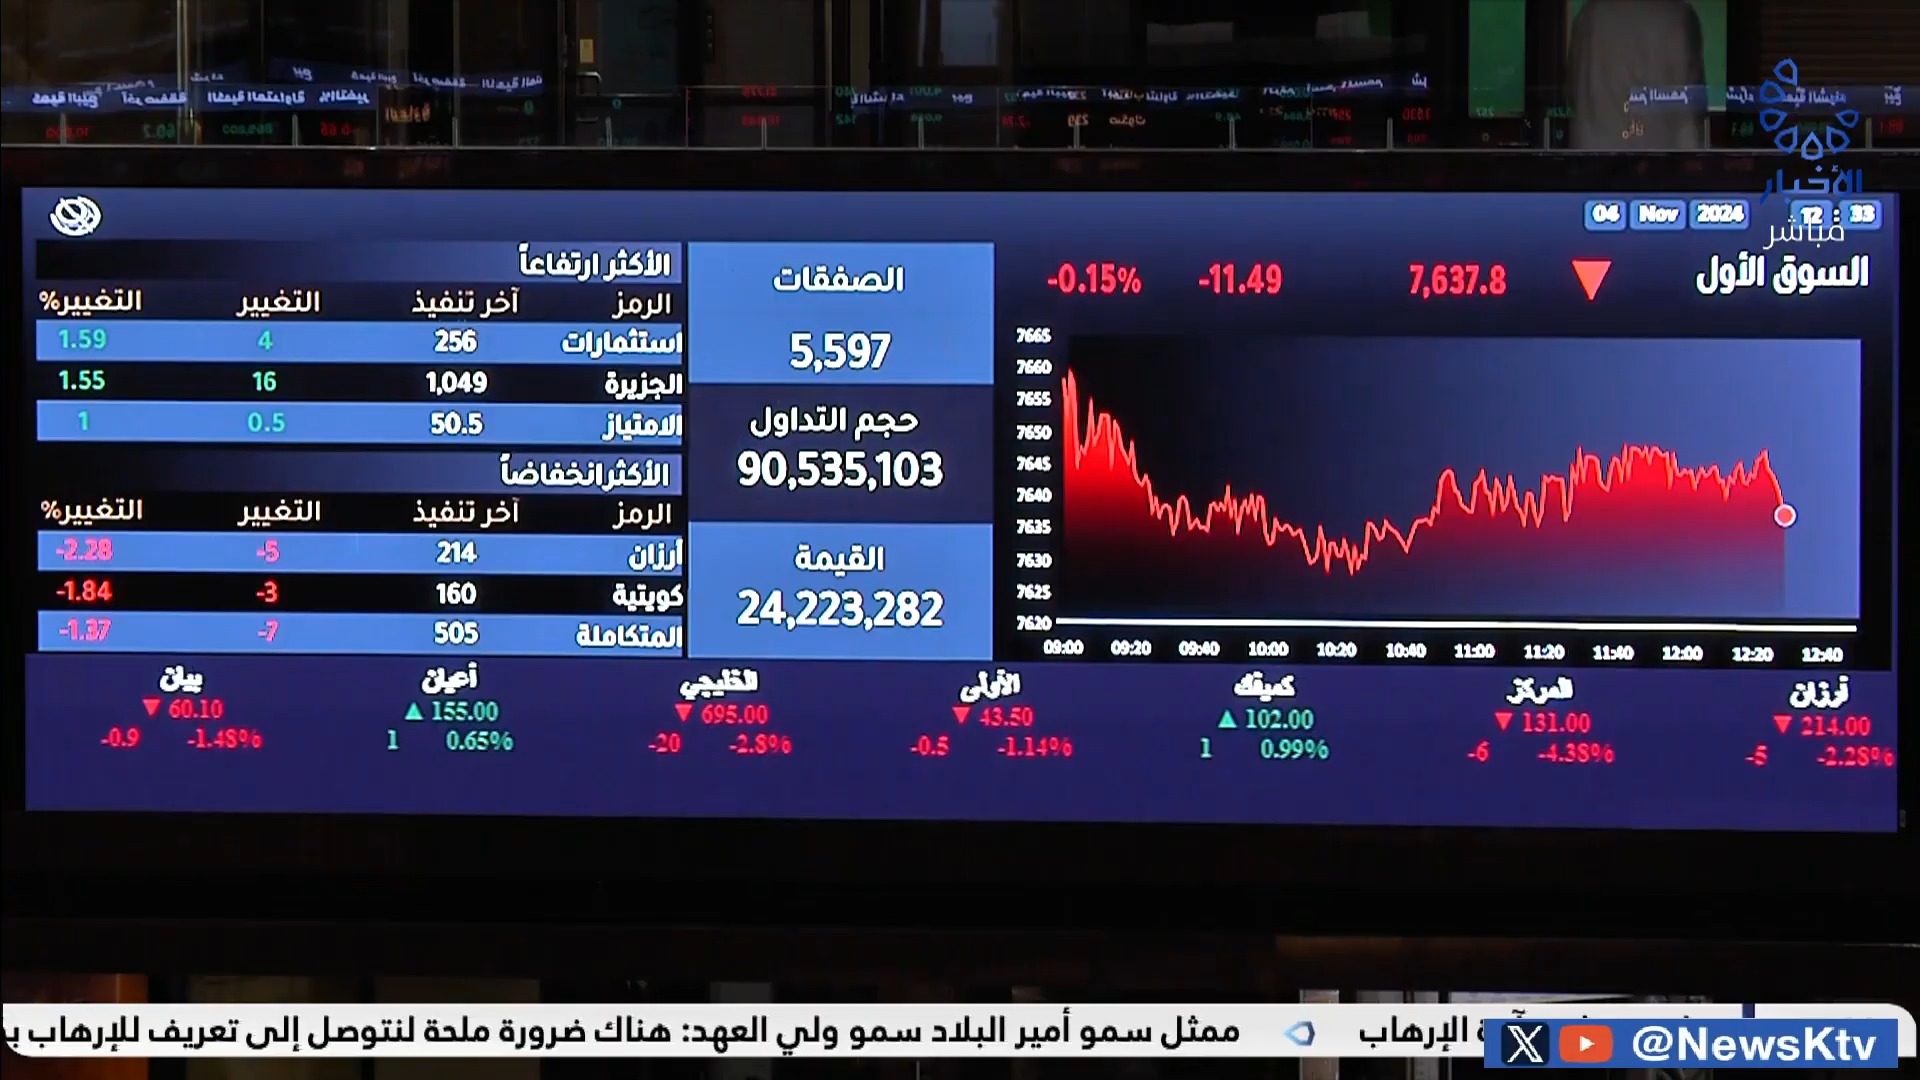 04 Nov 2024 12 : 33
الأخبار
مباشر
السوق الأول ▼ 7,637.8 -11.49 -0.15%
7665
7660
7655
7650
7645
7640
7635
7630
7625
7620
09:00 09:20 09:40 10:00 10:20 10:40 11:00 11:20 11:40 12:00 12:20 12:40
الصفقات
5,597
حجم التداول
90,535,103
القيمة
24,223,282
الأكثر ارتفاعاً
الرمز آخر تنفيذ التغيير التغيير%
استثمارات 256 4 1.59
الجزيرة 1,049 16 1.55
الامتياز 50.5 0.5 1
الأكثرانخفاضاً
الرمز آخر تنفيذ التغيير التغيير%
أرزان 214 -5 -2.28
كويتية 160 -3 -1.84
المتكاملة 505 -7 -1.37
أرزان المركز كميفك الأولى الخليجي أعيان بيان
▼ 214.00 ▼ 131.00 ▲ 102.00 ▼ 43.50 ▼ 695.00 ▲ 155.00 ▼ 60.10
-5 -2.28% -6 -4.38% 1 0.99% -0.5 -1.14% -20 -2.8% 1 0.65% -0.9 -1.48%
الإرهاب ممثل سمو أمير البلاد سمو ولي العهد: هناك ضرورة ملحة لنتوصل إلى تعريف للإرهاب
@NewsKtv